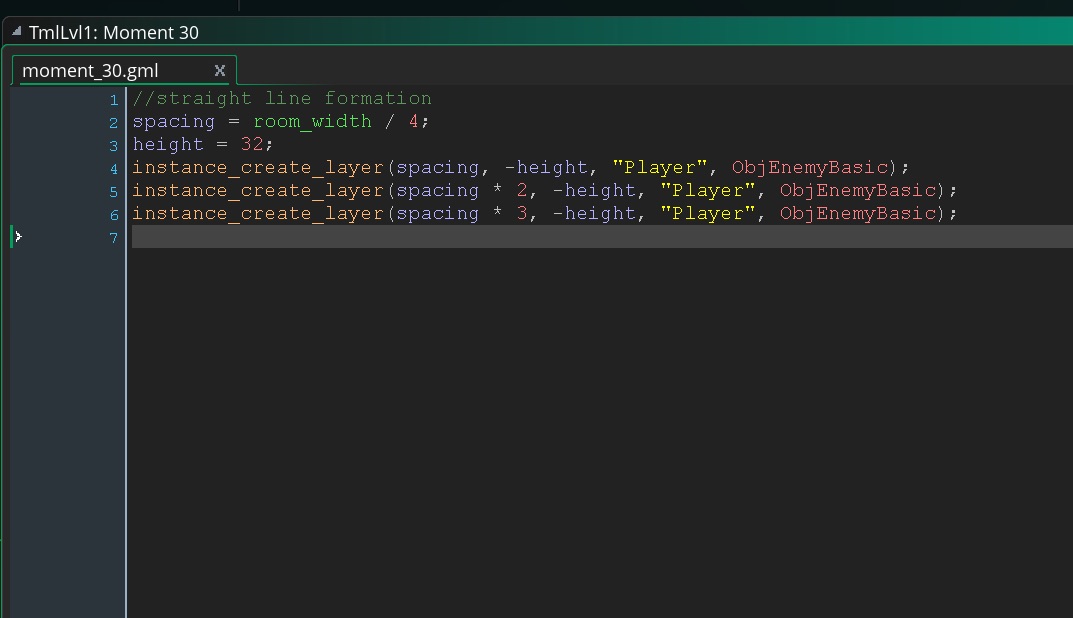 TmlLvl1: Moment 30
moment_30.gml X
1 //straight line formation
2 spacing = room_width / 4;
3 height = 32;
4 instance_create_layer(spacing, -height, "Player", ObjEnemyBasic);
5 instance_create_layer(spacing * 2, -height, "Player", ObjEnemyBasic);
6 instance_create_layer(spacing * 3, -height, "Player", ObjEnemyBasic);
7